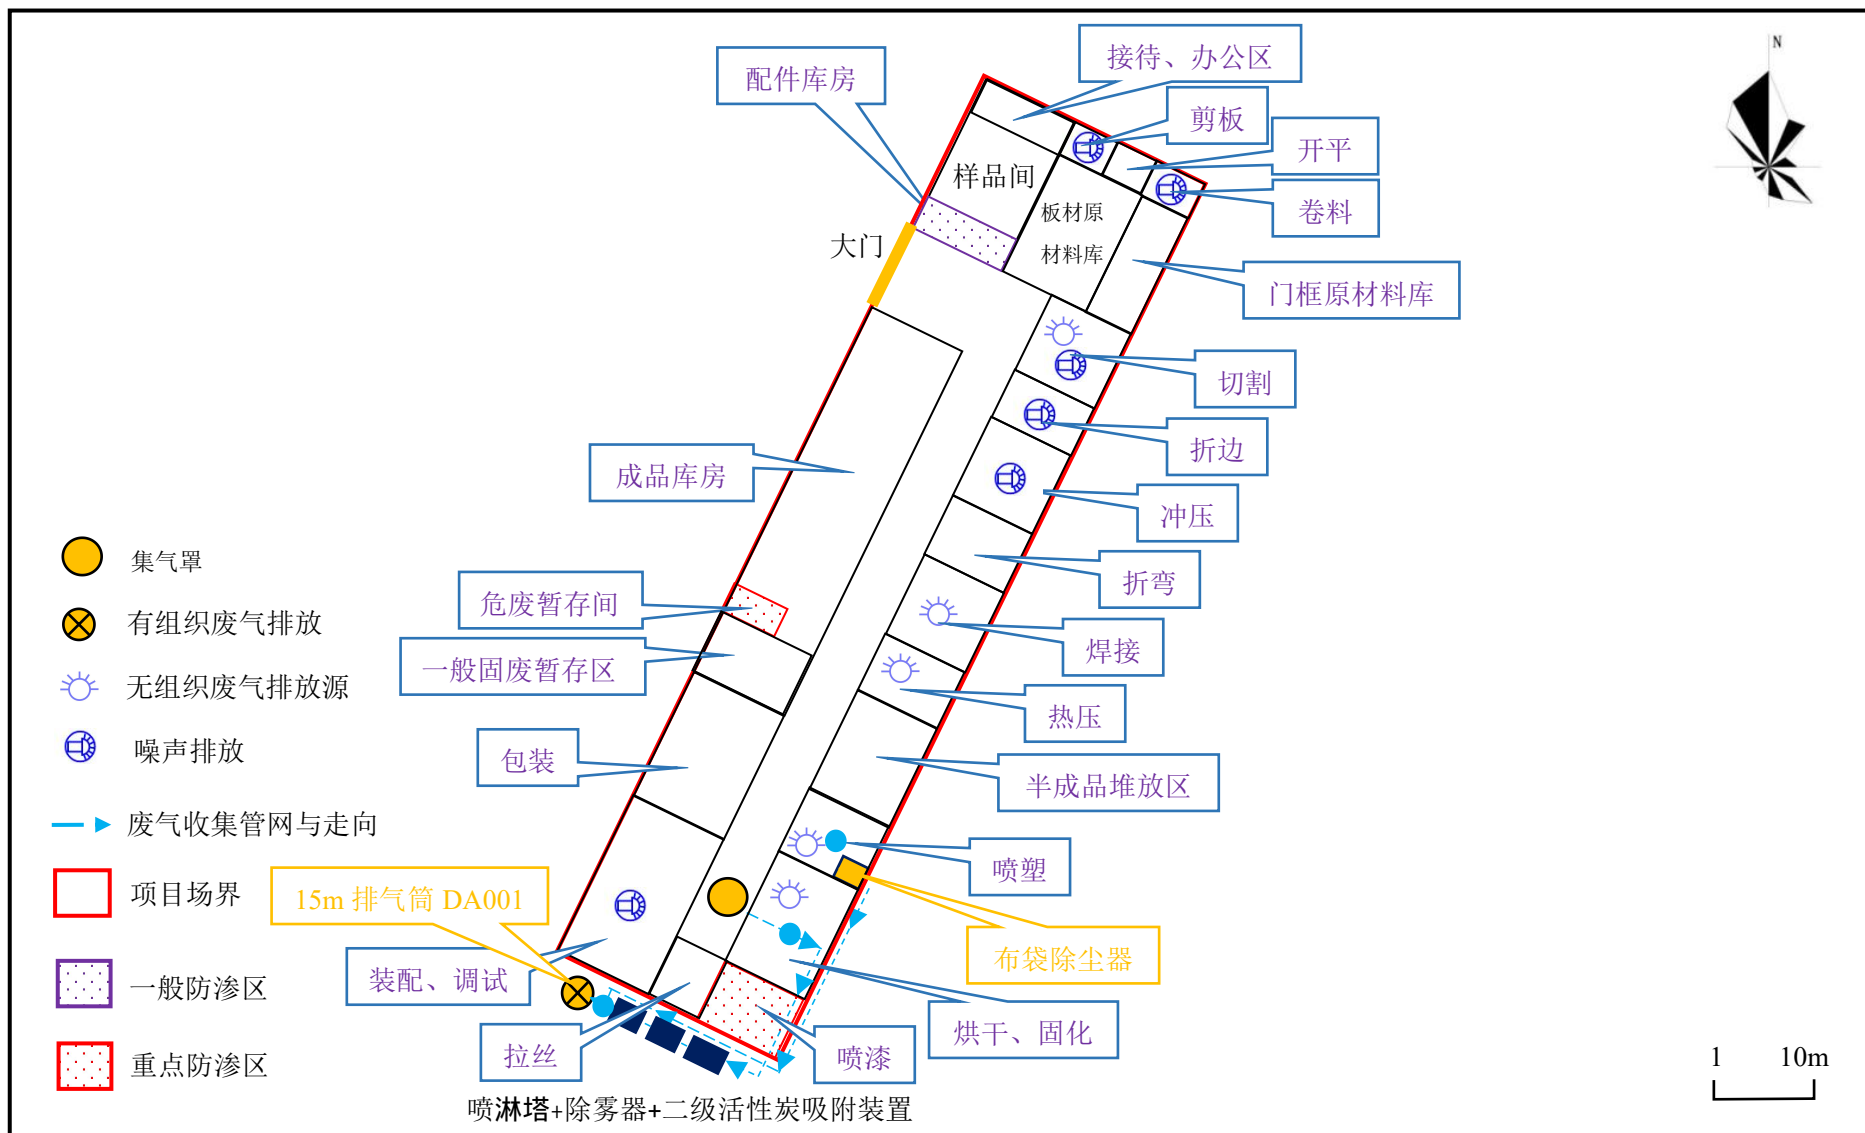 N
接待、办公区
配件库房
剪板
开平
样品间
卷料
板材原
材料库
大门
门框原材料库
切割
折边
成品库房
冲压
集气罩
折弯
危废暂存间
有组织废气排放
焊接
一般固废暂存区
无组织废气排放源
热压
噪声排放
包装
半成品堆放区
废气收集管网与走向
喷塑
项目场界
15m 排气筒 DA001
布袋除尘器
装配、调试
一般防渗区
烘干、固化
拉丝
喷漆
重点防渗区
1 10m
喷淋塔+除雾器+二级活性炭吸附装置